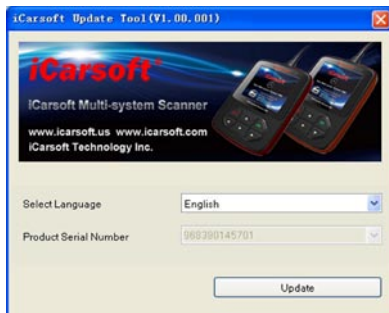 iCarsoft Update Tool(V1.00.001)
iCarsoft
iCarsoft Multi-system Scanner
www.icarsoft.us www.icarsoft.com
iCarsoft Technology Inc.
Select Language English
Product Serial Number 968390145701
Update